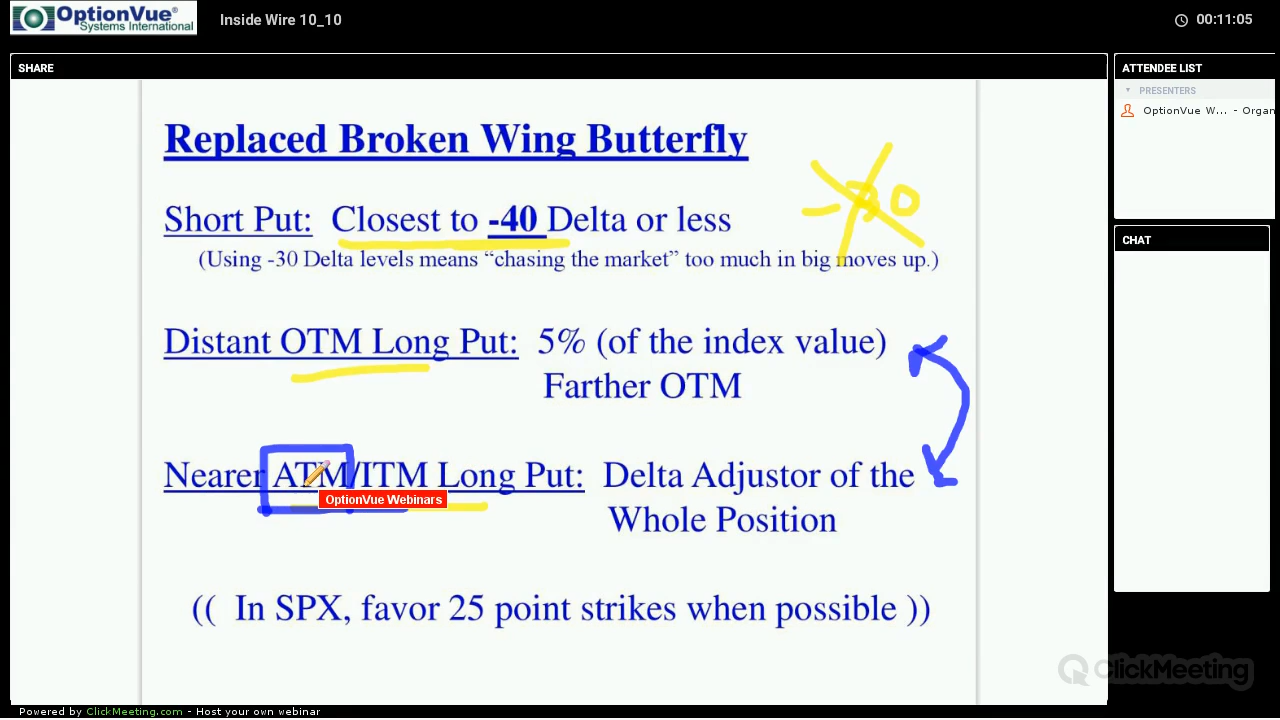 OptionVue
Systems International
Inside Wire 10_10
00:11:05
SHARE
ATTENDEE LIST
PRESENTERS
OptionVue W... - Organ
CHAT
Replaced Broken Wing Butterfly
Short Put: Closest to -40 Delta or less
(Using -30 Delta levels means “chasing the market” too much in big moves up.)
-30
Distant OTM Long Put: 5% (of the index value)
Farther OTM
Nearer ATM/ITM Long Put: Delta Adjustor of the
Whole Position
OptionVue Webinars
(( In SPX, favor 25 point strikes when possible ))
ClickMeeting
Powered by ClickMeeting.com - Host your own webinar